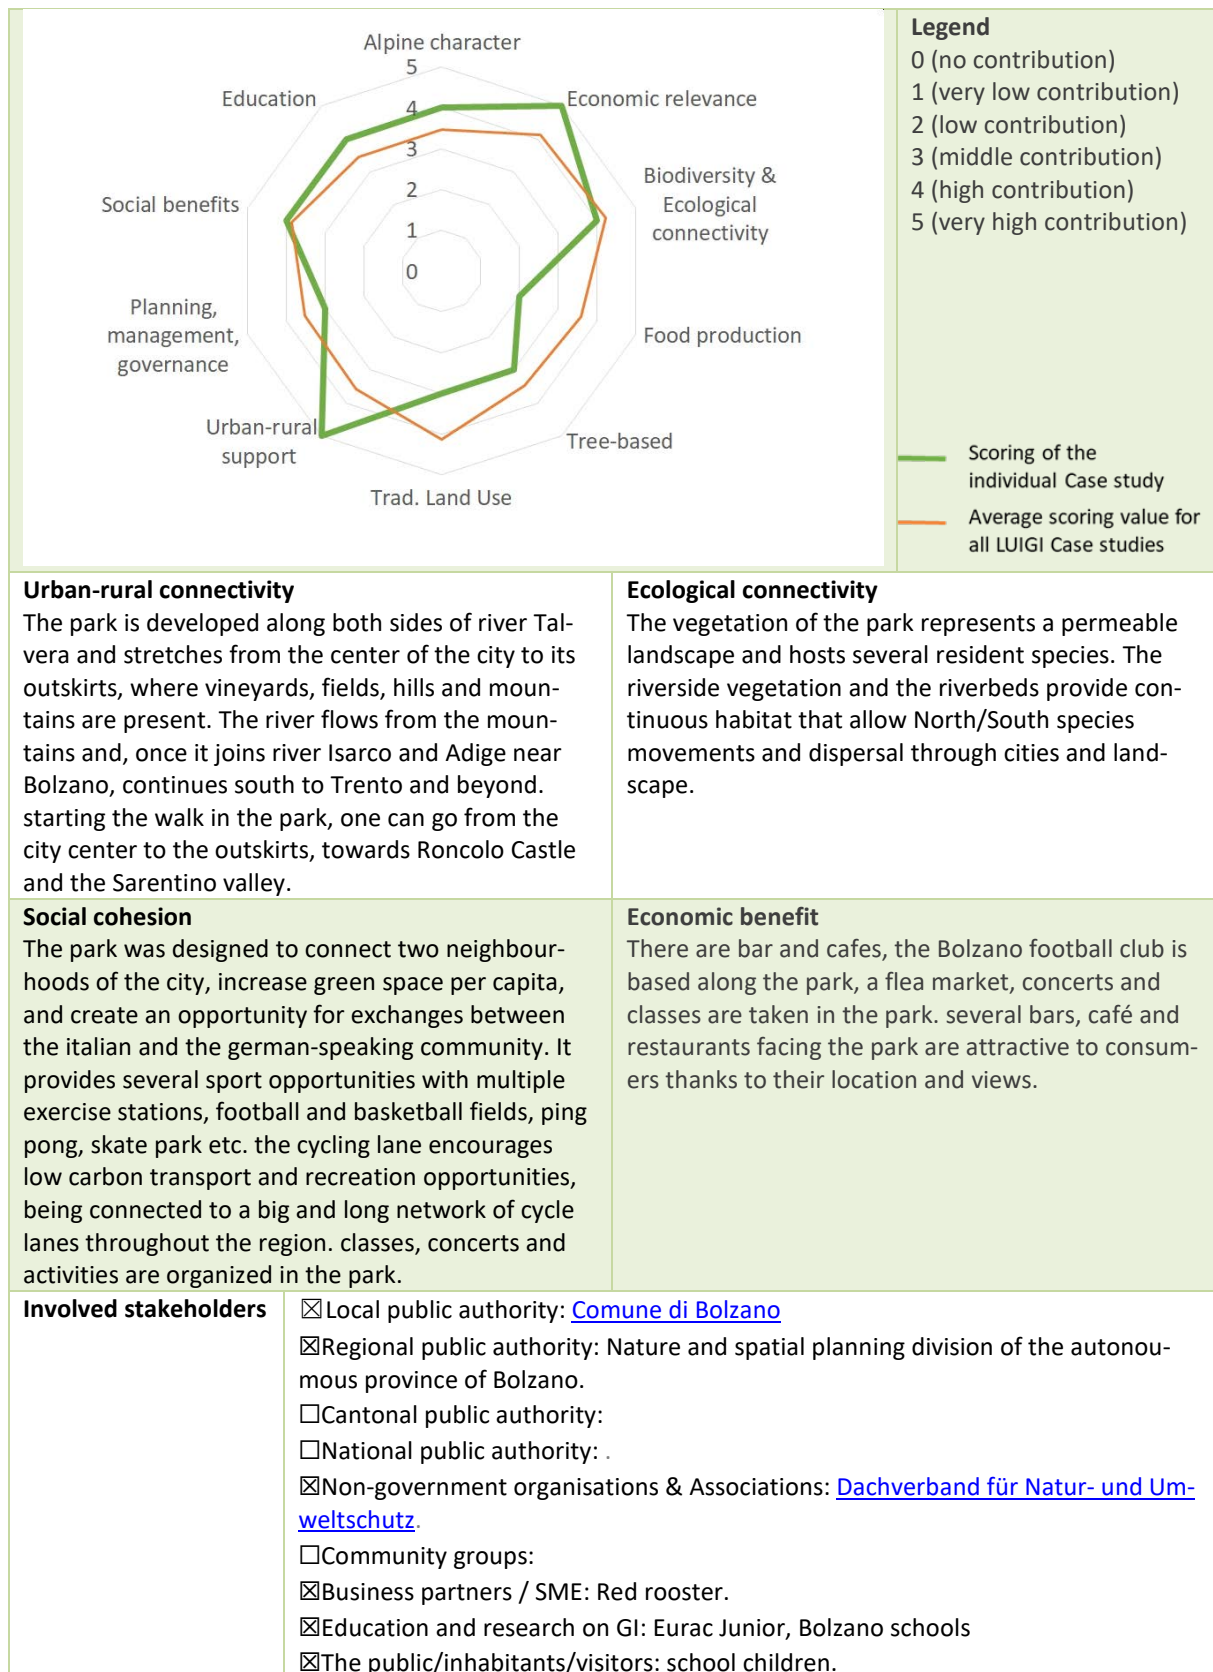 Alpine character
5
Education
4
Economic relevance
3
Biodiversity &
Ecological
connectivity
Social benefits
2
1
0
Planning,
management,
governance
Food production
Urban-rural
support
Tree-based
Trad. Land Use
Legend
0 (no contribution)
1 (very low contribution)
2 (low contribution)
3 (middle contribution)
4 (high contribution)
5 (very high contribution)
Scoring of the
individual Case study
Average scoring value for
all LUIGI Case studies
Urban-rural connectivity
The park is developed along both sides of river Tal-
vera and stretches from the center of the city to its
outskirts, where vineyards, fields, hills and moun-
tains are present. The river flows from the moun-
tains and, once it joins river Isarco and Adige near
Bolzano, continues south to Trento and beyond.
starting the walk in the park, one can go from the
city center to the outskirts, towards Roncolo Castle
and the Sarentino valley.
Ecological connectivity
The vegetation of the park represents a permeable
landscape and hosts several resident species. The
riverside vegetation and the riverbeds provide con-
tinuous habitat that allow North/South species
movements and dispersal through cities and land-
scape.
Social cohesion
The park was designed to connect two neighbour-
hoods of the city, increase green space per capita,
and create an opportunity for exchanges between
the italian and the german-speaking community. It
provides several sport opportunities with multiple
exercise stations, football and basketball fields, ping
pong, skate park etc. the cycling lane encourages
low carbon transport and recreation opportunities,
being connected to a big and long network of cycle
lanes throughout the region. classes, concerts and
activities are organized in the park.
Economic benefit
There are bar and cafes, the Bolzano football club is
based along the park, a flea market, concerts and
classes are taken in the park. several bars, café and
restaurants facing the park are attractive to consum-
ers thanks to their location and views.
Involved stakeholders
☒Local public authority: Comune di Bolzano
☒Regional public authority: Nature and spatial planning division of the autonou-
mous province of Bolzano.
☐Cantonal public authority:
☐National public authority: .
☒Non-government organisations & Associations: Dachverband für Natur- und Um-
weltschutz.
☐Community groups:
☒Business partners / SME: Red rooster.
☒Education and research on GI: Eurac Junior, Bolzano schools
☒The public/inhabitants/visitors: school children.